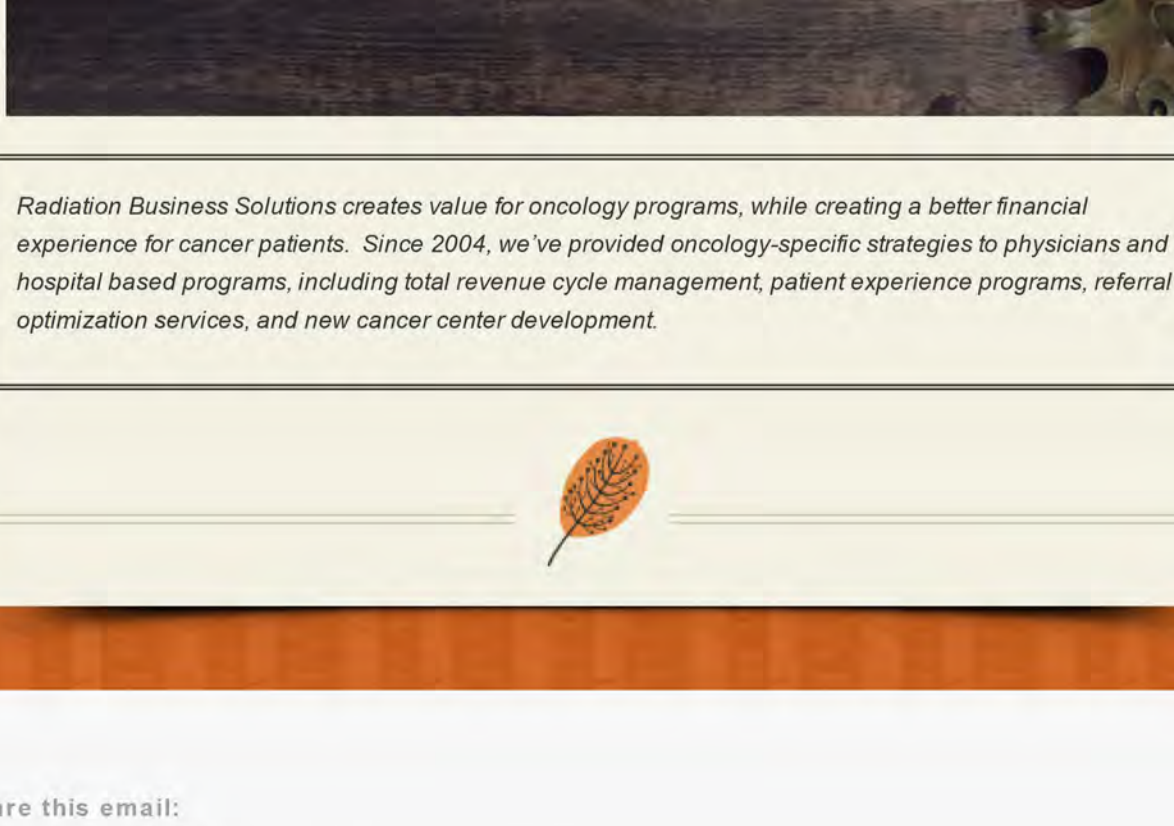 Radiation Business Solutions creates value for oncology programs, while creating a better financial
experience for cancer patients.  Since 2004, we've provided oncology-specific strategies to physicians and
hospital based programs, including total revenue cycle management, patient experience programs, referral
optimization services, and new cancer center development.
this email: